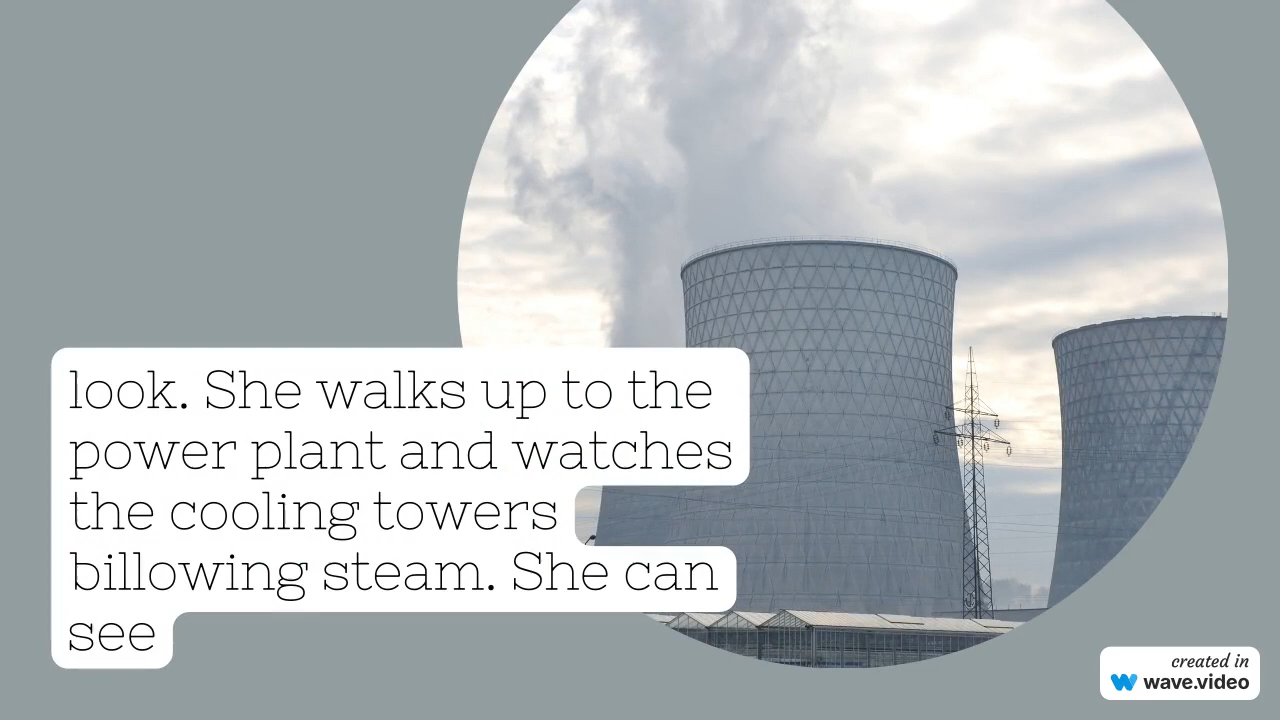 look. She walks up to the
power plant and watches
the cooling towers
billowing steam. She can
see
created in
wave.video